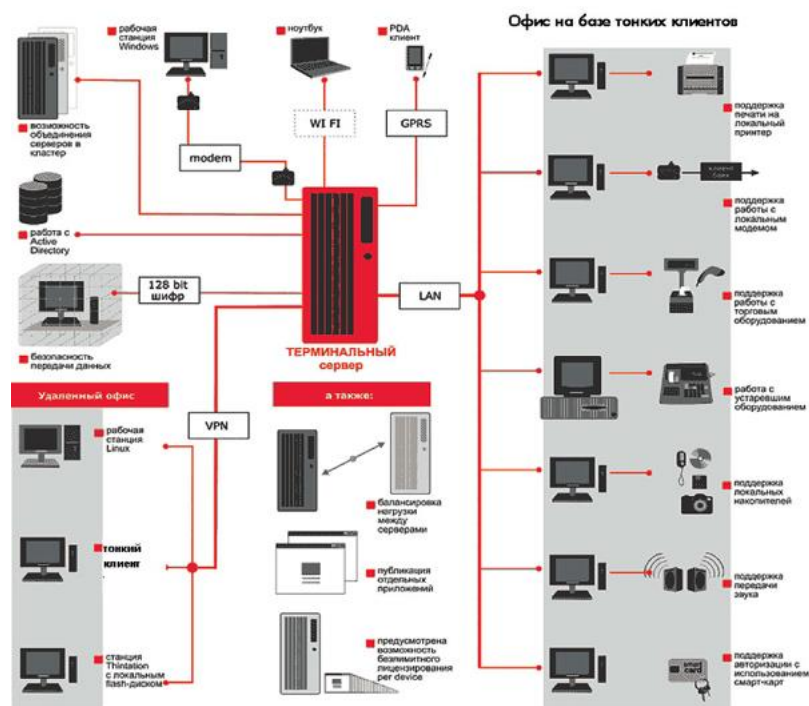 Офис на базе тонких клиентов
рабочая
станция
Windows
ноутбук
PDA
клиент
возможность
объединения
серверов в
кластер
WI FI
GPRS
modem
поддержка
печати на
локальный
принтер
клиент
банк
поддержка
работы с
локальным
модемом
работа с
Active
Directory
128 bit
шифр
LAN
поддержка
работы с
торговым
оборудованием
безопасность
передачи данных
ТЕРМИНАЛЬНЫЙ
сервер
Удаленный офис
а также:
работа с
устаревшим
оборудованием
рабочая
станция
Linux
VPN
балансировка
нагрузки
между
серверами
поддержка
локальных
накопителей
тонкий
клиент
публикация
отдельных
приложений
поддержка
передачи
звука
станция
Thintation
с локальным
flash-диском
предусмотрена
возможность
безлимитного
лицензирования
per device
smart
card
поддержка
авторизации с
использованием
смарт-карт